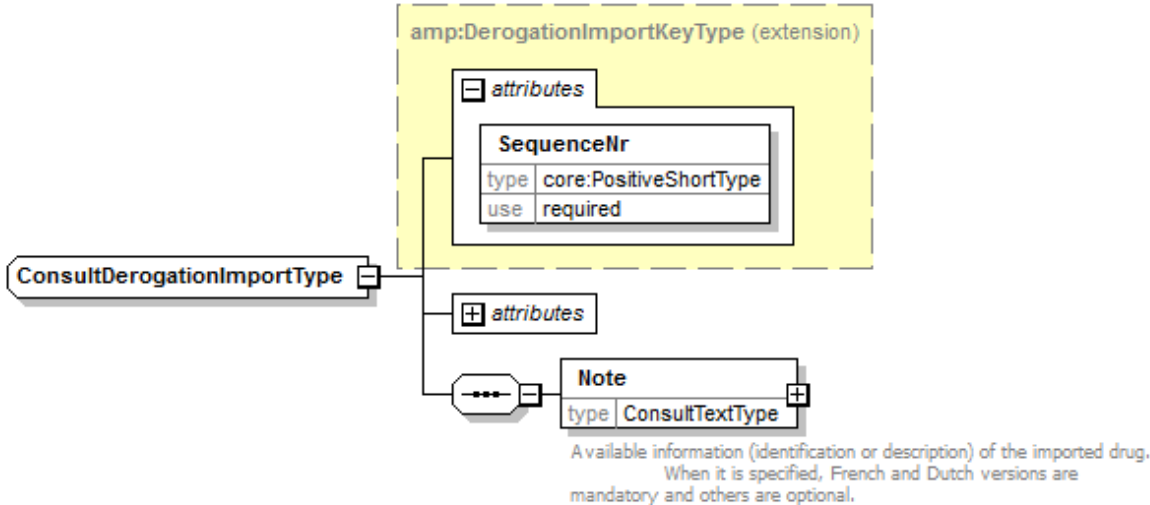 amp:DerogationImportKeyType (extension)
attributes
SequenceNr
type core:PositiveShortType
use required
ConsultDerogationImportType
attributes
Note
type ConsultTextType
A available information (identification or description) of the imported drug.
When it is specified, French and Dutch versions are
mandatory and others are optional.